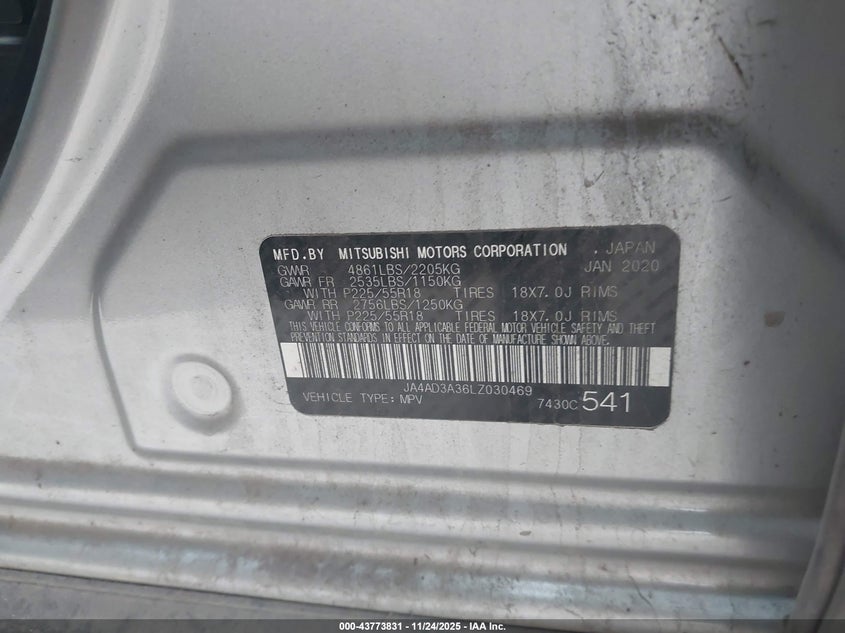 MFD.BY MITSUBISHI MOTORS CORPORATION . JAPAN
GVWR 4861LBS/2205KG JAN 2020
GAWR FR 2535LBS/1150KG
WITH P225/55R18 TIRES 18X7.0J RIMS
GAWR RR 2756LBS/1250KG
WITH P225/55R18 TIRES 18X7.0J RIMS
THIS VEHICLE CONFORMS TO ALL APPLICABLE FEDERAL MOTOR VEHICLE SAFETY AND THEFT
PREVENTION STANDARDS IN EFFECT ON THE DATE OF MANUFACTURE SHOWN ABOVE.
JA4AD3A36LZ030469
VEHICLE TYPE: MPV 7430C 541
000-43773831 - 11/24/2025 - IAA Inc.